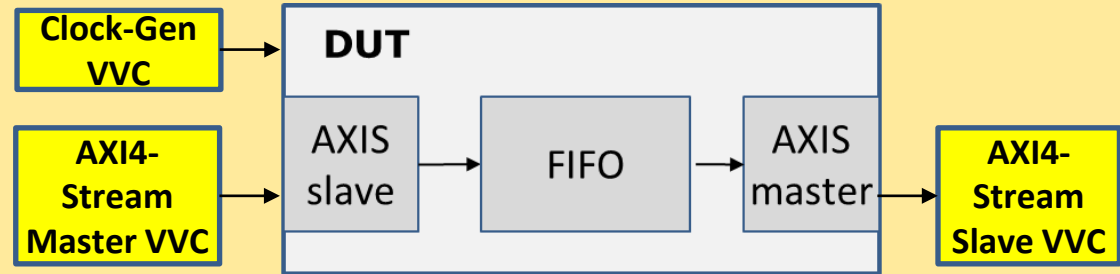 Clock-Gen
VVC
DUT
AXI4-
Stream
Master VVC
AXIS
slave
FIFO
AXIS
master
AXI4-
Stream
Slave VVC